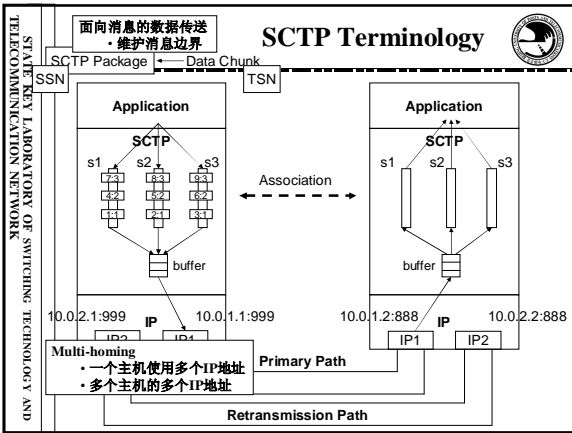 SCTP Terminology
面向消息的数据传送
• 维护消息边界
SCTP Package
Data Chunk
SSN
TSN
STATE KEY LABORATORY OF SWITCHING TECHNOLOGY AND
TELECOMMUNICATION NETWORK
Application
SCTP
s1
s2
s3
7:3
8:3
9:3
4:2
5:2
6:2
1:1
2:1
3:1
buffer
10.0.2.1:999
IP
10.0.1.1:999
IP2
IP1
Association
Application
SCTP
s1
s2
s3
buffer
10.0.1.2:888
IP
10.0.2.2:888
IP1
IP2
Multi-homing
• 一个主机使用多个IP地址
• 多个主机的多个IP地址
Primary Path
Retransmission Path